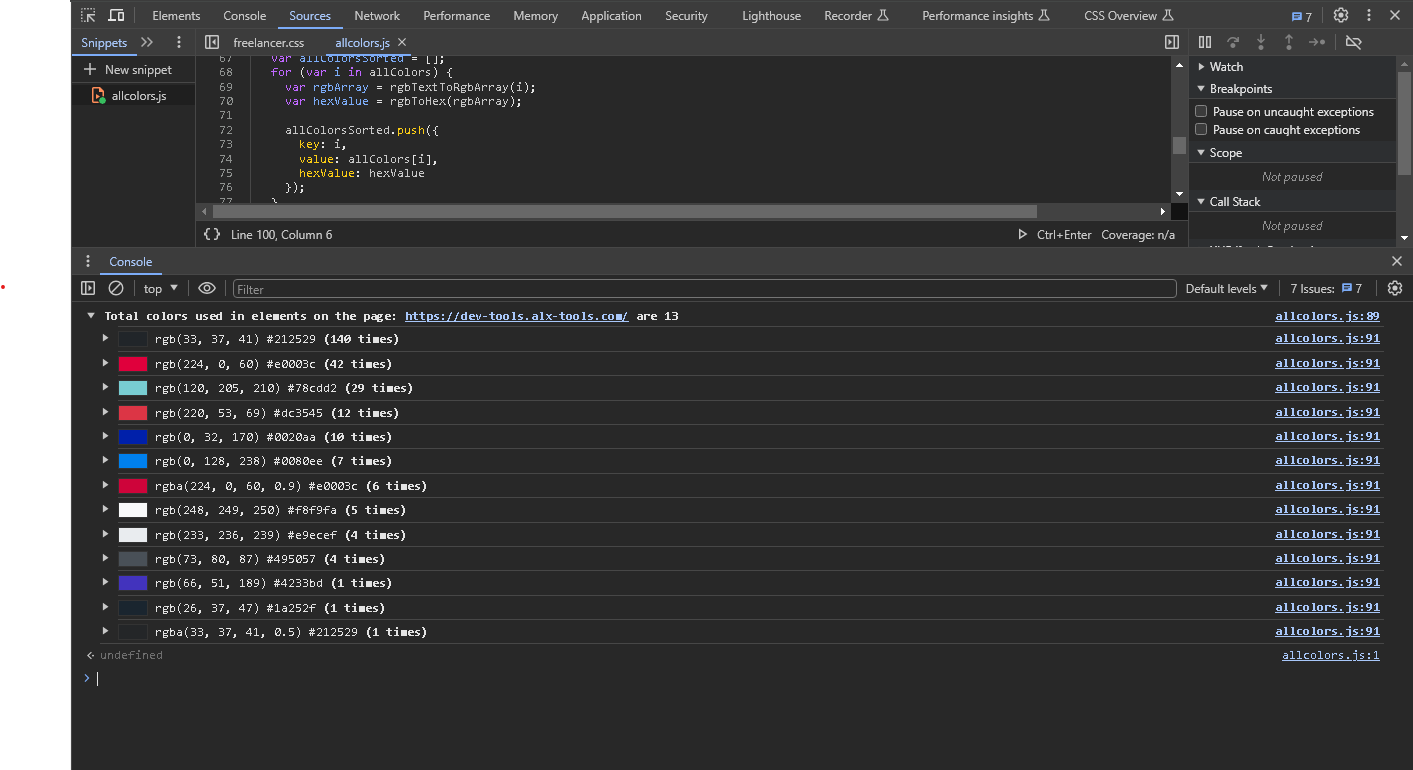 Elements Console Sources Network Performance Memory Application Security Lighthouse Recorder Performance insights CSS Overview 7
Snippets freelancer.css allcolors.js
New snippet
allcolors.js
67 var allColorsSorted = [];
68 for (var i in allColors) {
69 var rgbArray = rgbTextToRgbArray(i);
70 var hexValue = rgbToHex(rgbArray);
71
72 allColorsSorted.push({
73 key: i,
74 value: allColors[i],
75 hexValue: hexValue
76 });
77 }
{} Line 100, Column 6 Ctrl+Enter Coverage: n/a
Watch
Breakpoints
Pause on uncaught exceptions
Pause on caught exceptions
Scope
Not paused
Call Stack
Not paused
Console
top Filter Default levels 7 Issues: 7
Total colors used in elements on the page: https://dev-tools.alx-tools.com/ are 13 allcolors.js:89
rgb(33, 37, 41) #212529 (140 times) allcolors.js:91
rgb(224, 0, 60) #e0003c (42 times) allcolors.js:91
rgb(120, 205, 210) #78cdd2 (29 times) allcolors.js:91
rgb(220, 53, 69) #dc3545 (12 times) allcolors.js:91
rgb(0, 32, 170) #0020aa (10 times) allcolors.js:91
rgb(0, 128, 238) #0080ee (7 times) allcolors.js:91
rgba(224, 0, 60, 0.9) #e0003c (6 times) allcolors.js:91
rgb(248, 249, 250) #f8f9fa (5 times) allcolors.js:91
rgb(233, 236, 239) #e9ecef (4 times) allcolors.js:91
rgb(73, 80, 87) #495057 (4 times) allcolors.js:91
rgb(66, 51, 189) #4233bd (1 times) allcolors.js:91
rgb(26, 37, 47) #1a252f (1 times) allcolors.js:91
rgba(33, 37, 41, 0.5) #212529 (1 times) allcolors.js:91
undefined allcolors.js:1